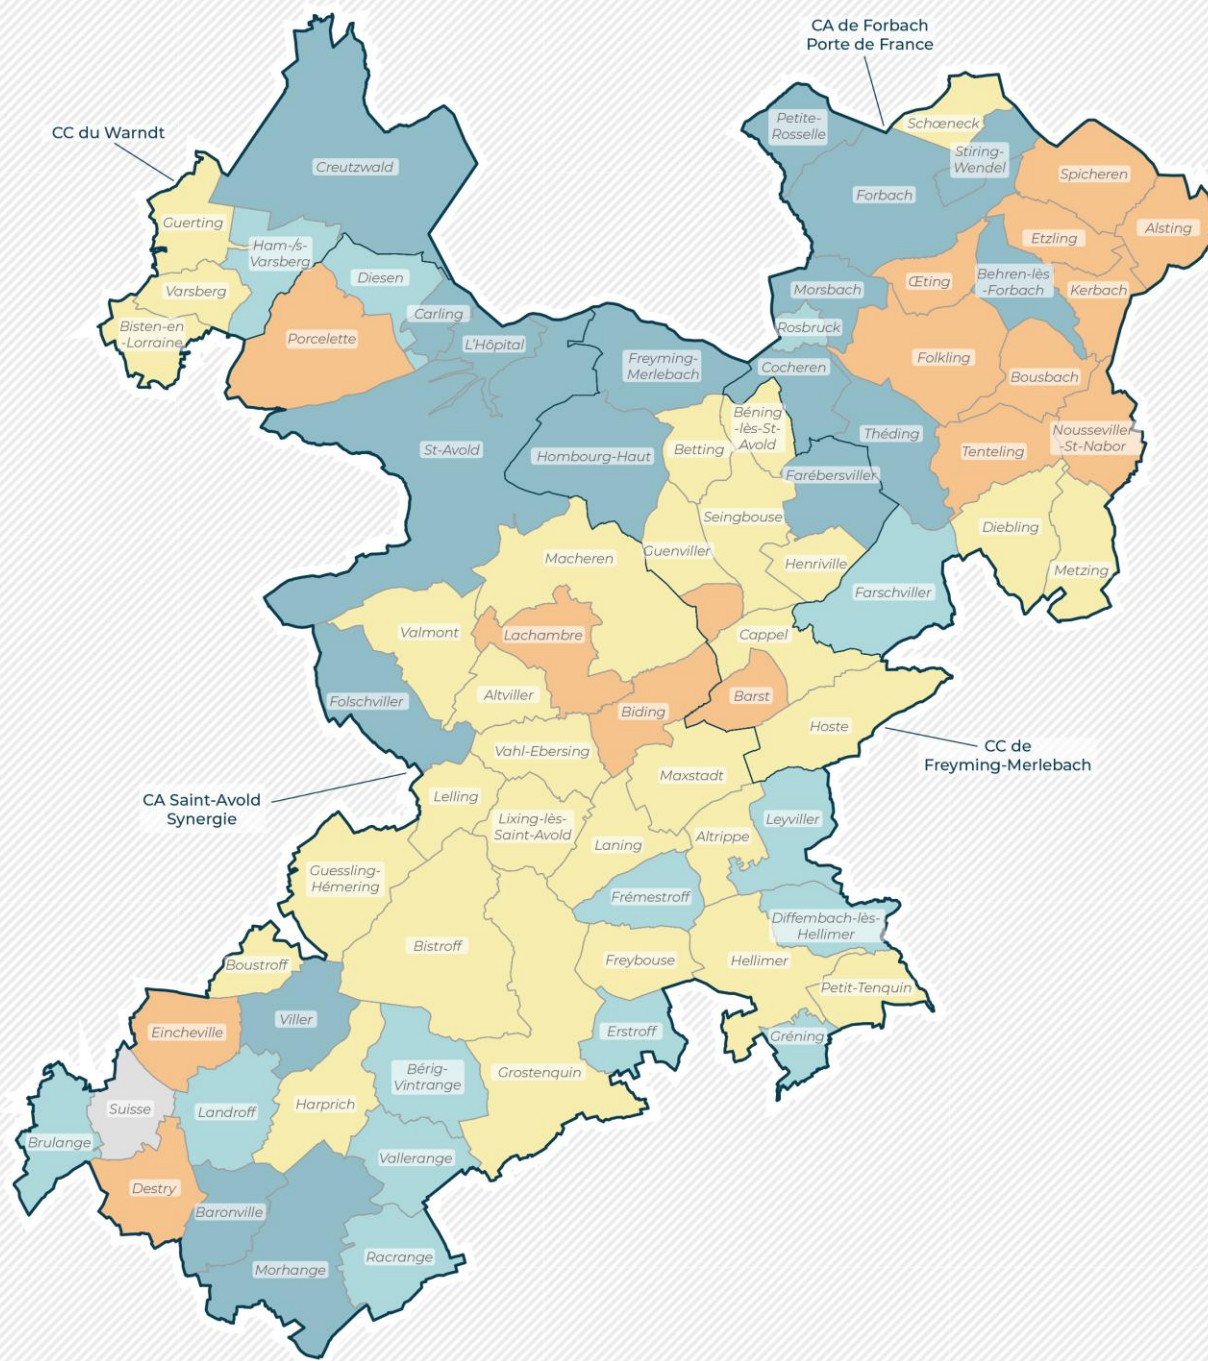 CA de Forbach
Porte de France
CC du Warndt
Creutzwald
Petite-
Rosselle
Schœneck
Stiring-
Wendel
Forbach
Spicheren
Guerting
Ham-/s-
Varsberg
Alsting
Etzling
Diesen
Œting
Behren-lès
-Forbach
Kerbach
Varsberg
Morsbach
Carling
Bisten-en
-Lorraine
Porcelette
L'Hôpital
Rosbruck
Freyming-
Merlebach
Cocheren
Folkling
Bousbach
Béning
-lès-St-
Avold
Théding
Nousseviller
-St-Nabor
St-Avold
Hombourg-Haut
Betting
Tenteling
Farébersviller
Seingbouse
Diebling
Macheren
Guenviller
Henriville
Metzing
Farschviller
Valmont
Lachambre
Cappel
Folschviller
Altviller
Biding
Barst
Hoste
CC de
Freyming-Merlebach
Vahl-Ebersing
Maxstadt
CA Saint-Avold
Synergie
Lelling
Lixing-lès-
Saint-Avold
Leyviller
Laning
Altrippe
Guessling-
Hémering
Frémestroff
Diffembach-lès-
Hellimer
Bistroff
Boustroff
Freybouse
Hellimer
Petit-Tenquin
Eincheville
Viller
Erstroff
Gréning
Bérig-
Vintrange
Grostenquin
Suisse
Landroff
Harprich
Brulange
Vallerange
Destry
Baronville
Morhange
Racrange